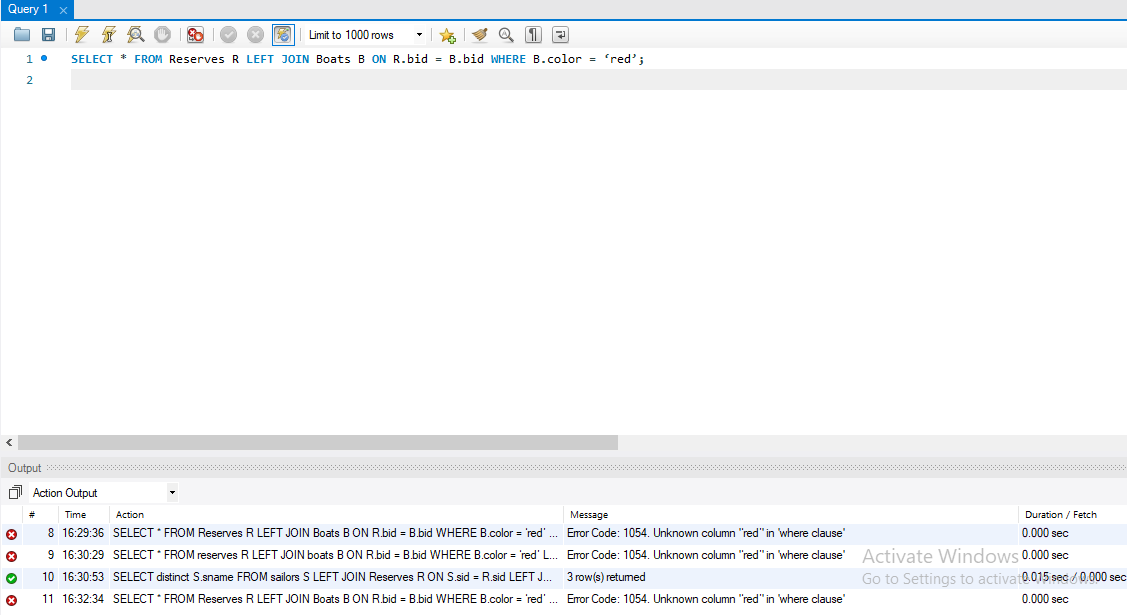 Query 1
Limit to 1000 rows
1 SELECT * FROM Reserves R LEFT JOIN Boats B ON R.bid = B.bid WHERE B.color = ‘red’;
2
Output
Action Output
# Time Action Message Duration / Fetch
8 16:29:36 SELECT * FROM Reserves R LEFT JOIN Boats B ON R.bid = B.bid WHERE B.color = ‘red’ ... Error Code: 1054. Unknown column '‘red’' in 'where clause' 0.000 sec
9 16:30:29 SELECT * FROM reserves R LEFT JOIN boats B ON R.bid = B.bid WHERE B.color = ‘red’ L... Error Code: 1054. Unknown column '‘red’' in 'where clause' 0.000 sec
Activate Windows
10 16:30:53 SELECT distinct S.sname FROM sailors S LEFT JOIN Reserves R ON S.sid = R.sid LEFT J... 3 row(s) returned 0.015 sec / 0.000 sec
Go to Settings to activate Windows.
11 16:32:34 SELECT * FROM Reserves R LEFT JOIN Boats B ON R.bid = B.bid WHERE B.color = ‘red’ ... Error Code: 1054. Unknown column '‘red’' in 'where clause' 0.000 sec